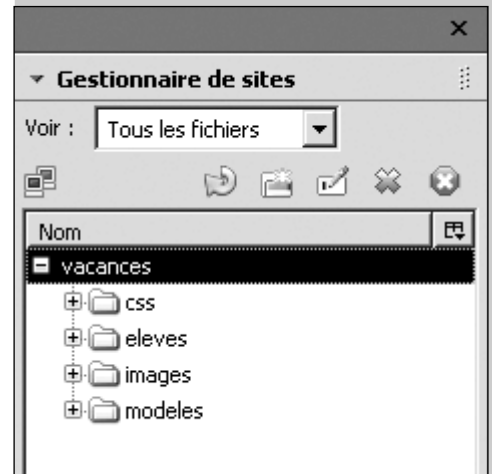 Gestionnaire de sites
Voir : Tous les fichiers
Nom
vacances
css
eleves
images
modeles